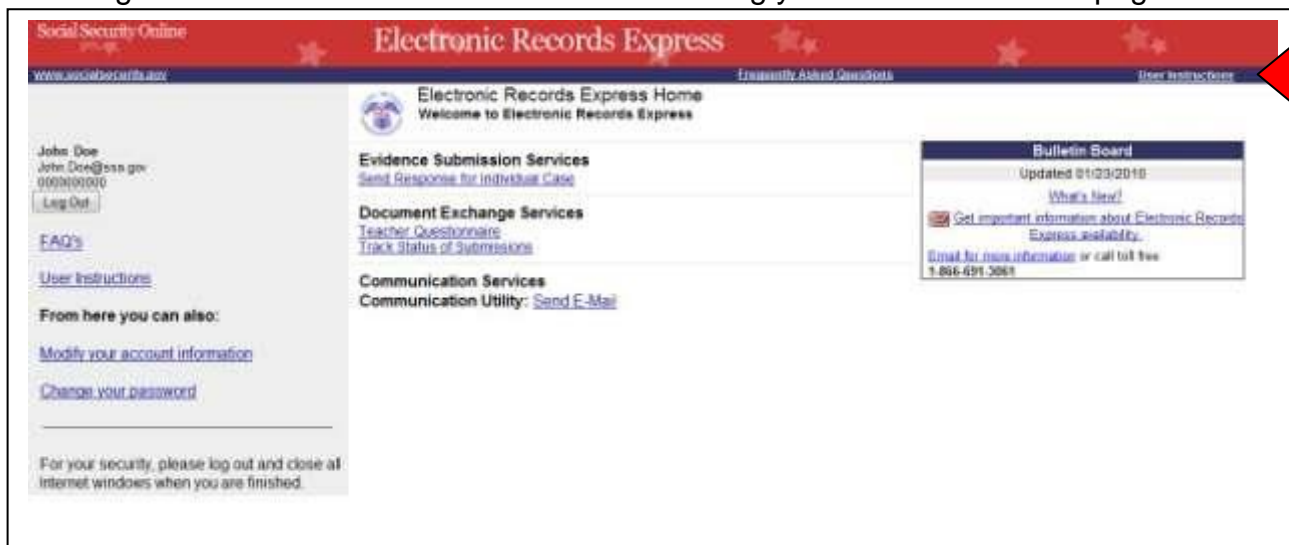 Social Security Online
Electronic Records Express
www.socialsecurity.gov
Frequently Asked Questions
User Instructions
Electronic Records Express Home
Welcome to Electronic Records Express
John Doe
John.Doe@ssa.gov
0000000000
Log Out
FAQ's
User Instructions
From here you can also:
Modify your account information
Change your password
For your security, please log out and close all
Internet windows when you are finished.
Evidence Submission Services
Send Response for Individual Case
Document Exchange Services
Teacher Questionnaire
Track Status of Submissions
Communication Services
Communication Utility: Send E-Mail
Bulletin Board
Updated 01/23/2010
What's New?
Get important information about Electronic Records
Express availability.
Email for more information or call toll free
1-866-691-3061